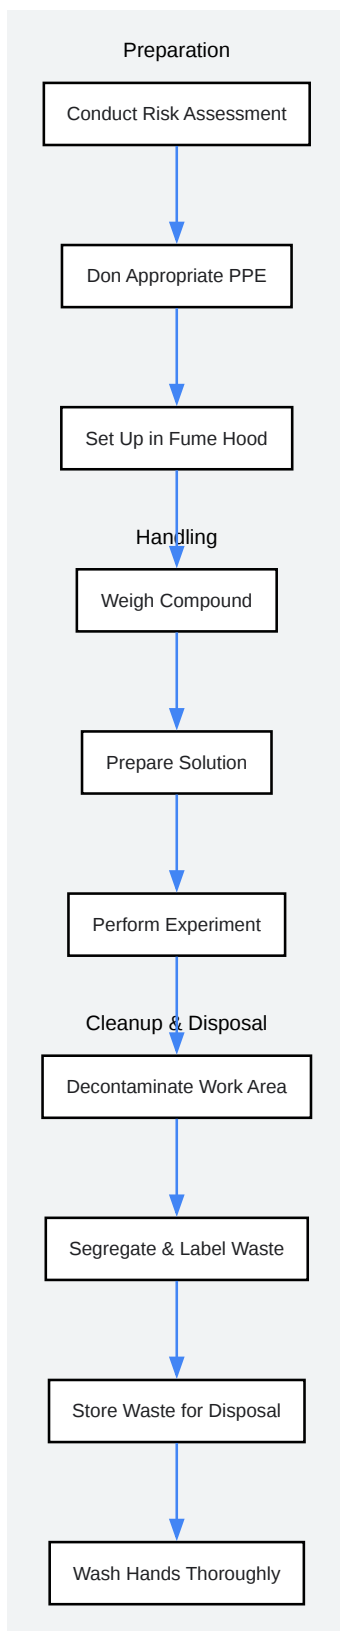 Preparation
Conduct Risk Assessment
Don Appropriate PPE
Set Up in Fume Hood
Handling
Weigh Compound
Prepare Solution
Perform Experiment
Cleanup & Disposal
Decontaminate Work Area
Segregate & Label Waste
Store Waste for Disposal
Wash Hands Thoroughly